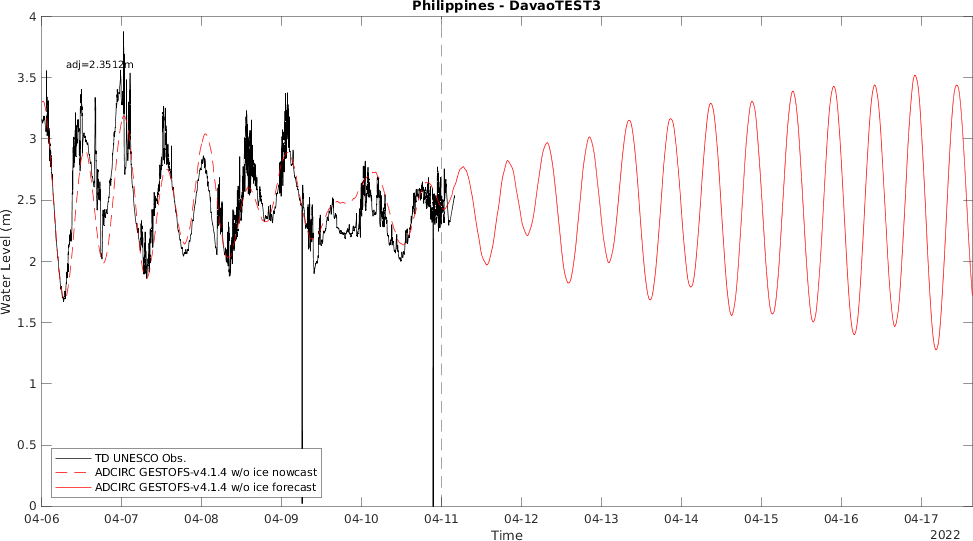 Philippines - DavaoTEST3
adj=2.3512m
4
3.5
3
2.5
2
1.5
1
0.5
0
Water Level (m)
TD UNESCO Obs.
ADCIRC GESTOFS-v4.1.4 w/o ice nowcast
ADCIRC GESTOFS-v4.1.4 w/o ice forecast
04-06 04-07 04-08 04-09 04-10 04-11 04-12 04-13 04-14 04-15 04-16 04-17
Time
2022